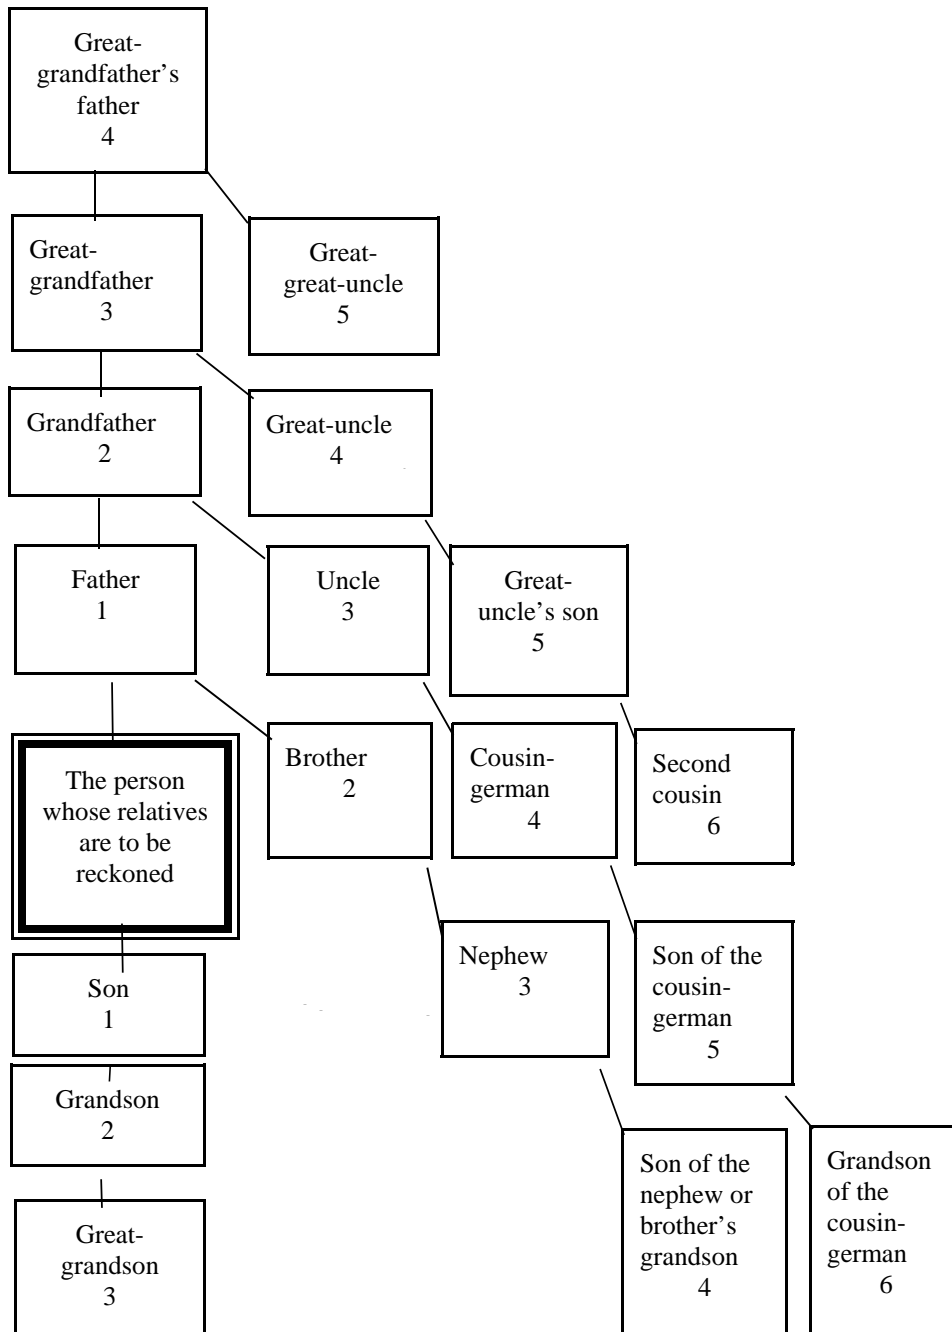 Great-
grandfather's
father
4
Great-
grandfather
3
Great-
great-uncle
5
Grandfather
2
Great-uncle
4
Father
1
Uncle
3
Great-
uncle's son
5
The person
whose relatives
are to be
reckoned
Brother
2
Cousin-
german
4
Second
cousin
6
Son
1
Nephew
3
Son of the
cousin-
german
5
Grandson
2
Great-
grandson
3
Son of the
nephew or
brother's
grandson
4
Grandson
of the
cousin-
german
6